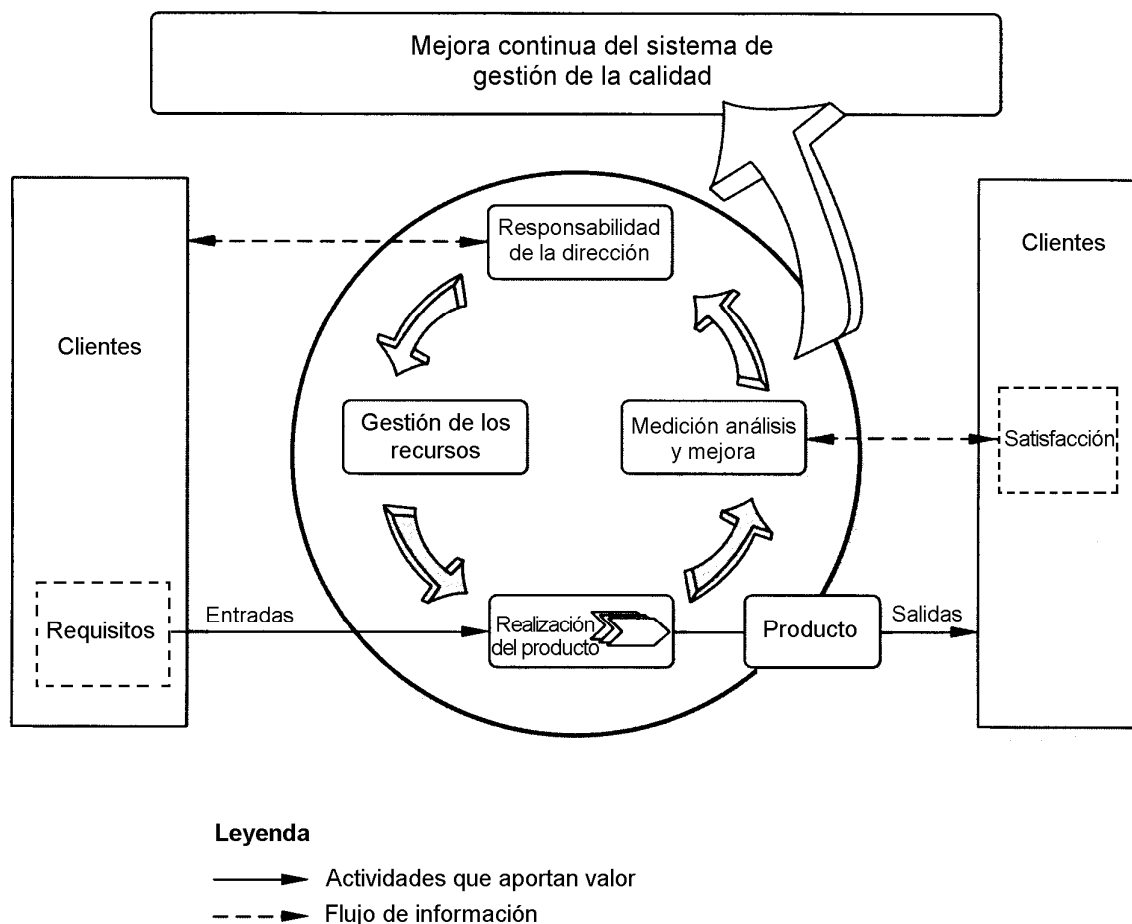 Mejora continua del sistema de
gestión de la calidad
Responsabilidad
de la dirección
Clientes
Clientes
Gestión de los
recursos
Medición análisis
y mejora
Satisfacción
Requisitos
Entradas
Realización
del producto
Producto
Salidas
Leyenda
Actividades que aportan valor
Flujo de información